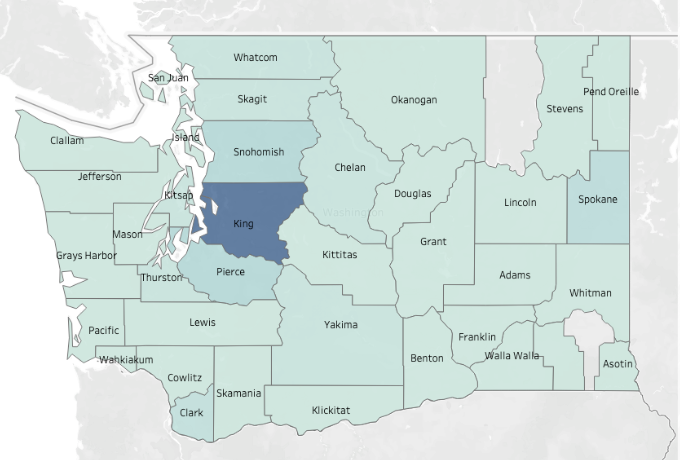 Whatcom
San Juan
Skagit
Okanogan
Pend Oreille
Stevens
Island
Clallam
Snohomish
Chelan
Jefferson
Kitsap
Douglas
Lincoln
Spokane
Washington
King
Mason
Grant
Grays Harbor
Kittitas
Pierce
Thurston
Adams
Whitman
Lewis
Yakima
Pacific
Franklin
Walla Walla
Benton
Wahkiakum
Asotin
Cowlitz
Skamania
Clark
Klickitat